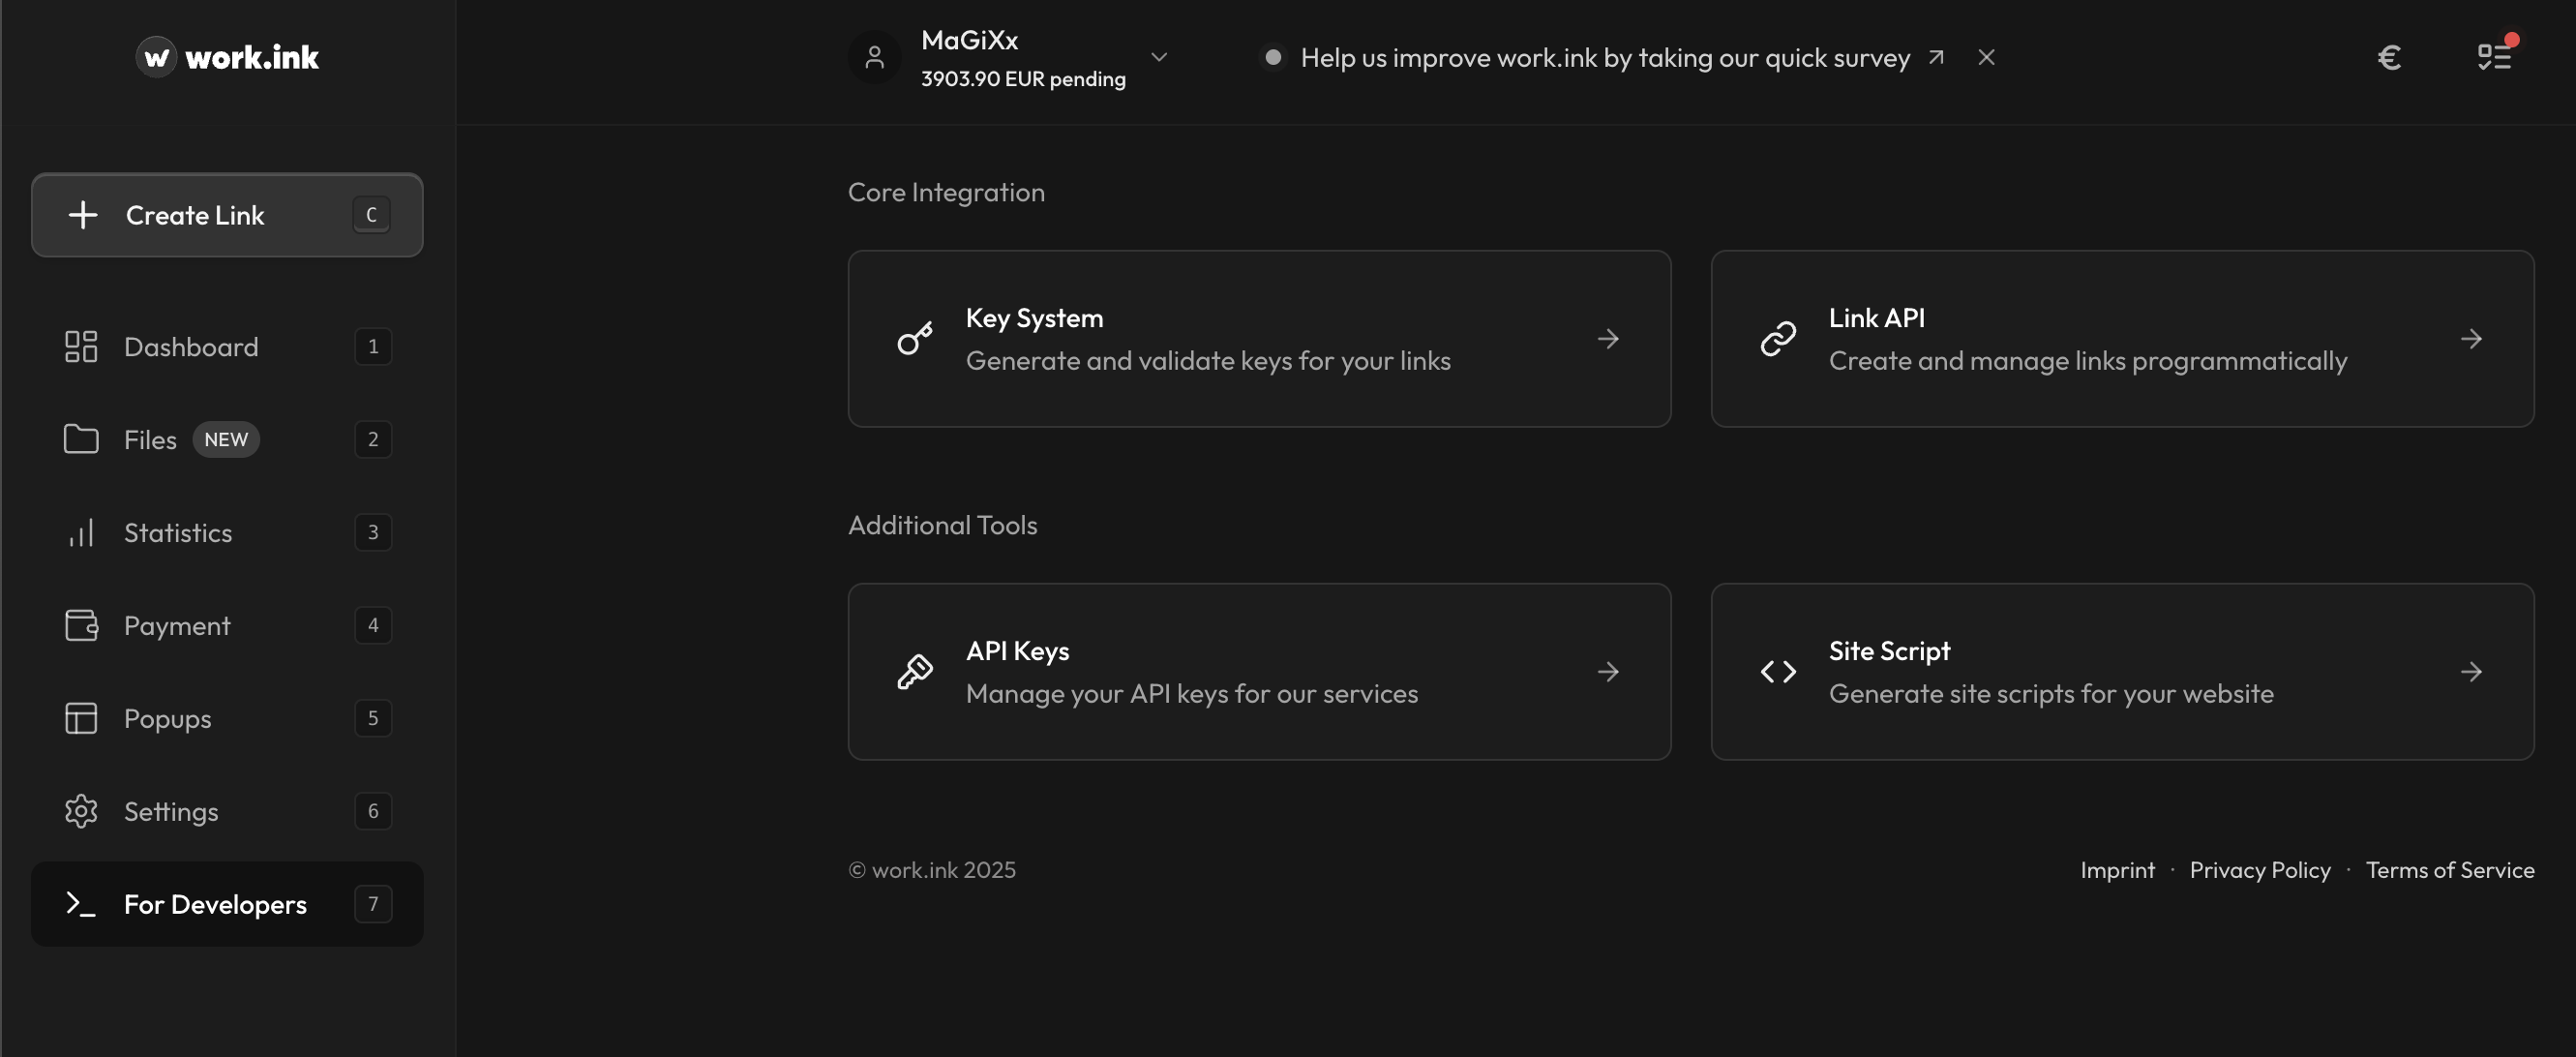 work.ink
Create Link C
Dashboard 1
Files NEW 2
Statistics 3
Payment 4
Popups 5
Settings 6
For Developers 7
MaGiXx
3903.90 EUR pending
Help us improve work.ink by taking our quick survey
€
Core Integration
Key System
Generate and validate keys for your links
Link API
Create and manage links programmatically
Additional Tools
API Keys
Manage your API keys for our services
Site Script
Generate site scripts for your website
© work.ink 2025
Imprint · Privacy Policy · Terms of Service